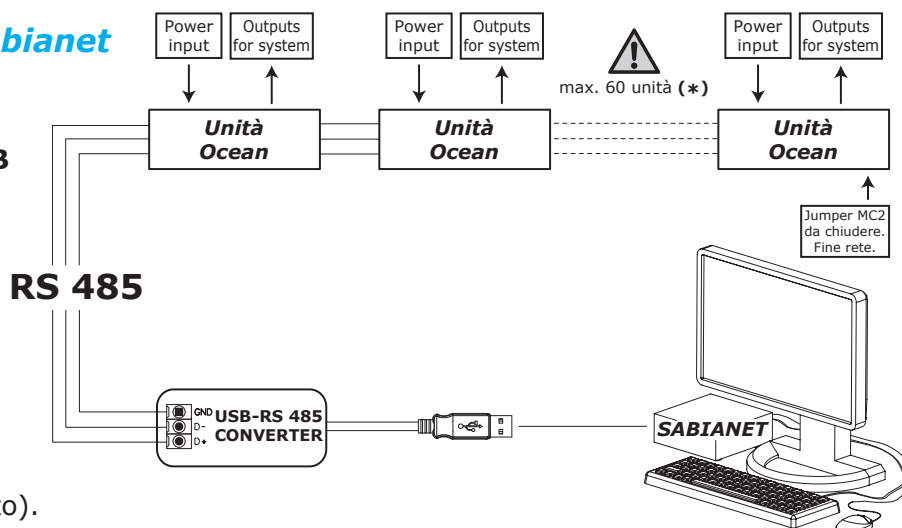 bianet
Power
input
Outputs
for system
Power
input
Outputs
for system
max. 60 unità (*)
Power
input
Outputs
for system
Unità
Ocean
Unità
Ocean
Unità
Ocean
B
Jumper MC2
da chiudere.
Fine rete.
RS 485
GND
D-
D+
USB-RS 485
CONVERTER
SABIANET
to).